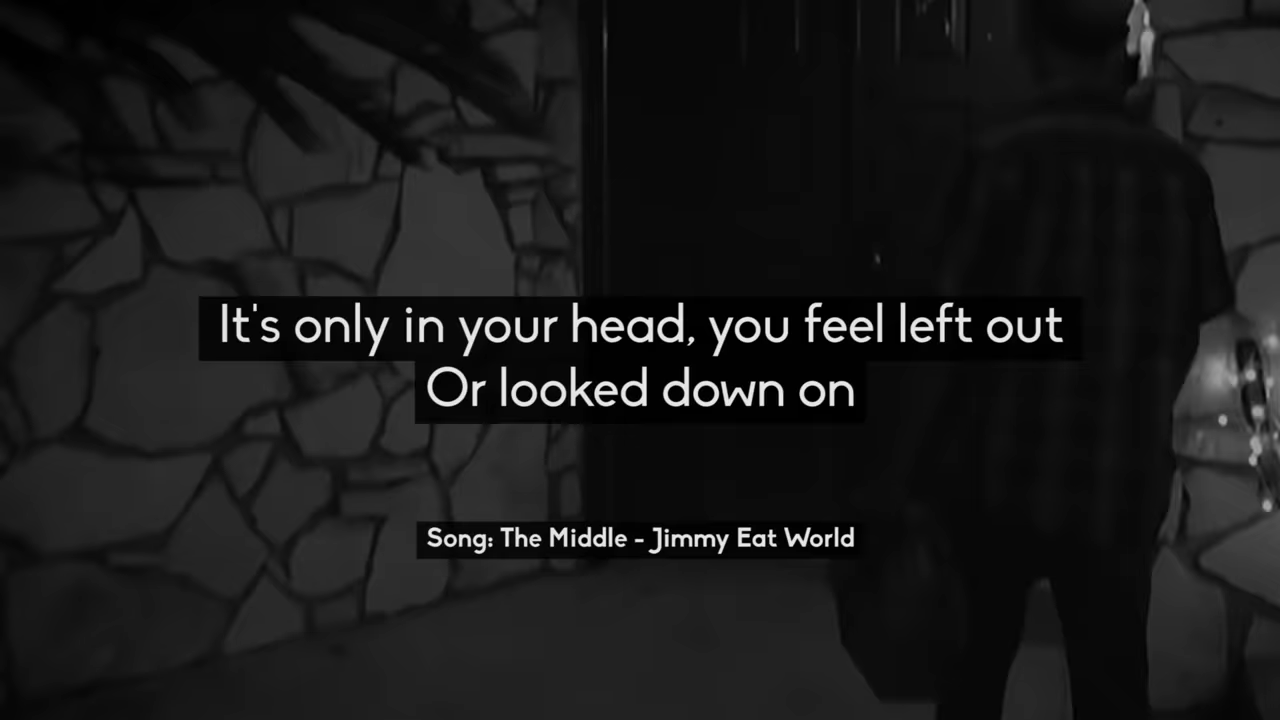 It's only in your head, you feel left out
Or looked down on
Song: The Middle - Jimmy Eat World